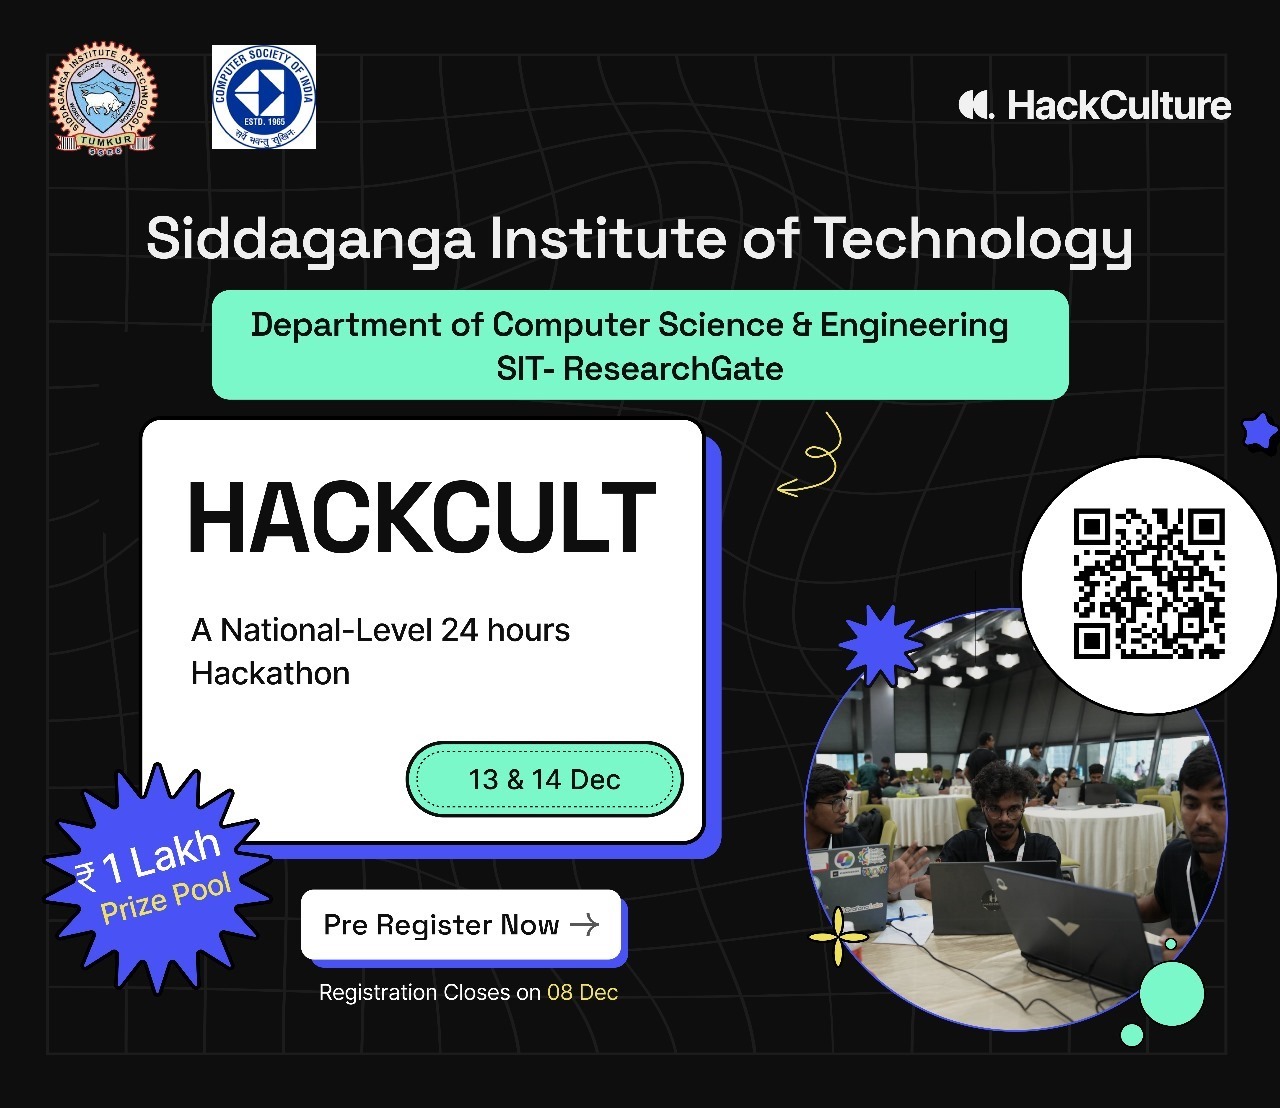 SIDDAGANGA INSTITUTE OF TECHNOLOGY
TUMKUR
COMPUTER SOCIETY OF INDIA
ESTD. 1965
सर्वे भवन्तु सुखिनः
HackCulture
Siddaganga Institute of Technology
Department of Computer Science & Engineering
SIT- ResearchGate
HACKCULT
A National-Level 24 hours
Hackathon
13 & 14 Dec
₹ 1 Lakh
Prize Pool
Pre Register Now →
Registration Closes on 08 Dec